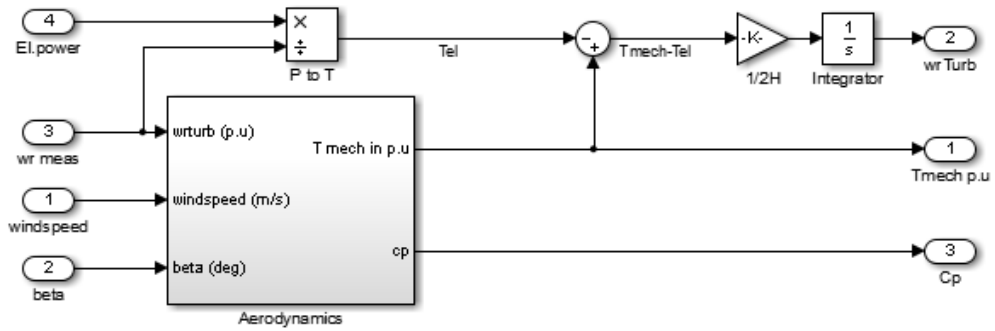 4
El.power
×
÷
P to T
Tel
−
+
Tmech-Tel
-K-
1/2H
1
s
Integrator
2
wrTurb
3
wr meas
wrturb (p.u)
T mech in p.u
1
Tmech p.u
1
windspeed
windspeed (m/s)
2
beta
beta (deg)
cp
3
Cp
Aerodynamics